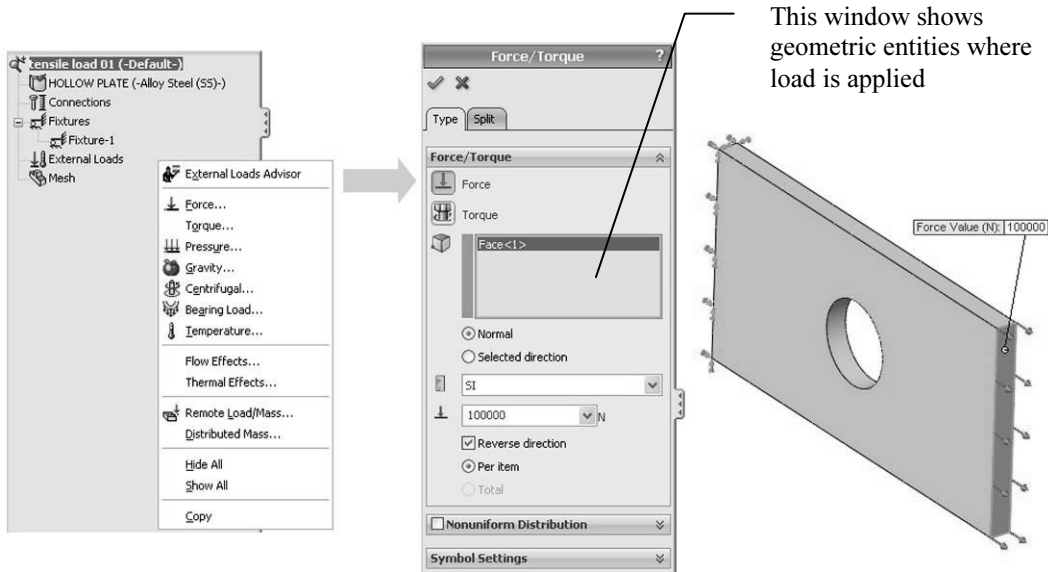 This window shows
geometric entities where
load is applied
tensile load 01 (-Default-)
HOLLOW PLATE (-Alloy Steel (SS)-)
Connections
Fixtures
Fixture-1
External Loads
Mesh
External Loads Advisor
Force...
Torque...
Pressure...
Gravity...
Centrifugal...
Bearing Load...
Temperature...
Flow Effects...
Thermal Effects...
Remote Load/Mass...
Distributed Mass...
Hide All
Show All
Copy
Force/Torque ?
Type Split
Force/Torque
Force
Torque
Face<1>
Normal
Selected direction
SI
100000 N
Reverse direction
Per item
Total
Nonuniform Distribution
Symbol Settings
Force Value (N): 100000